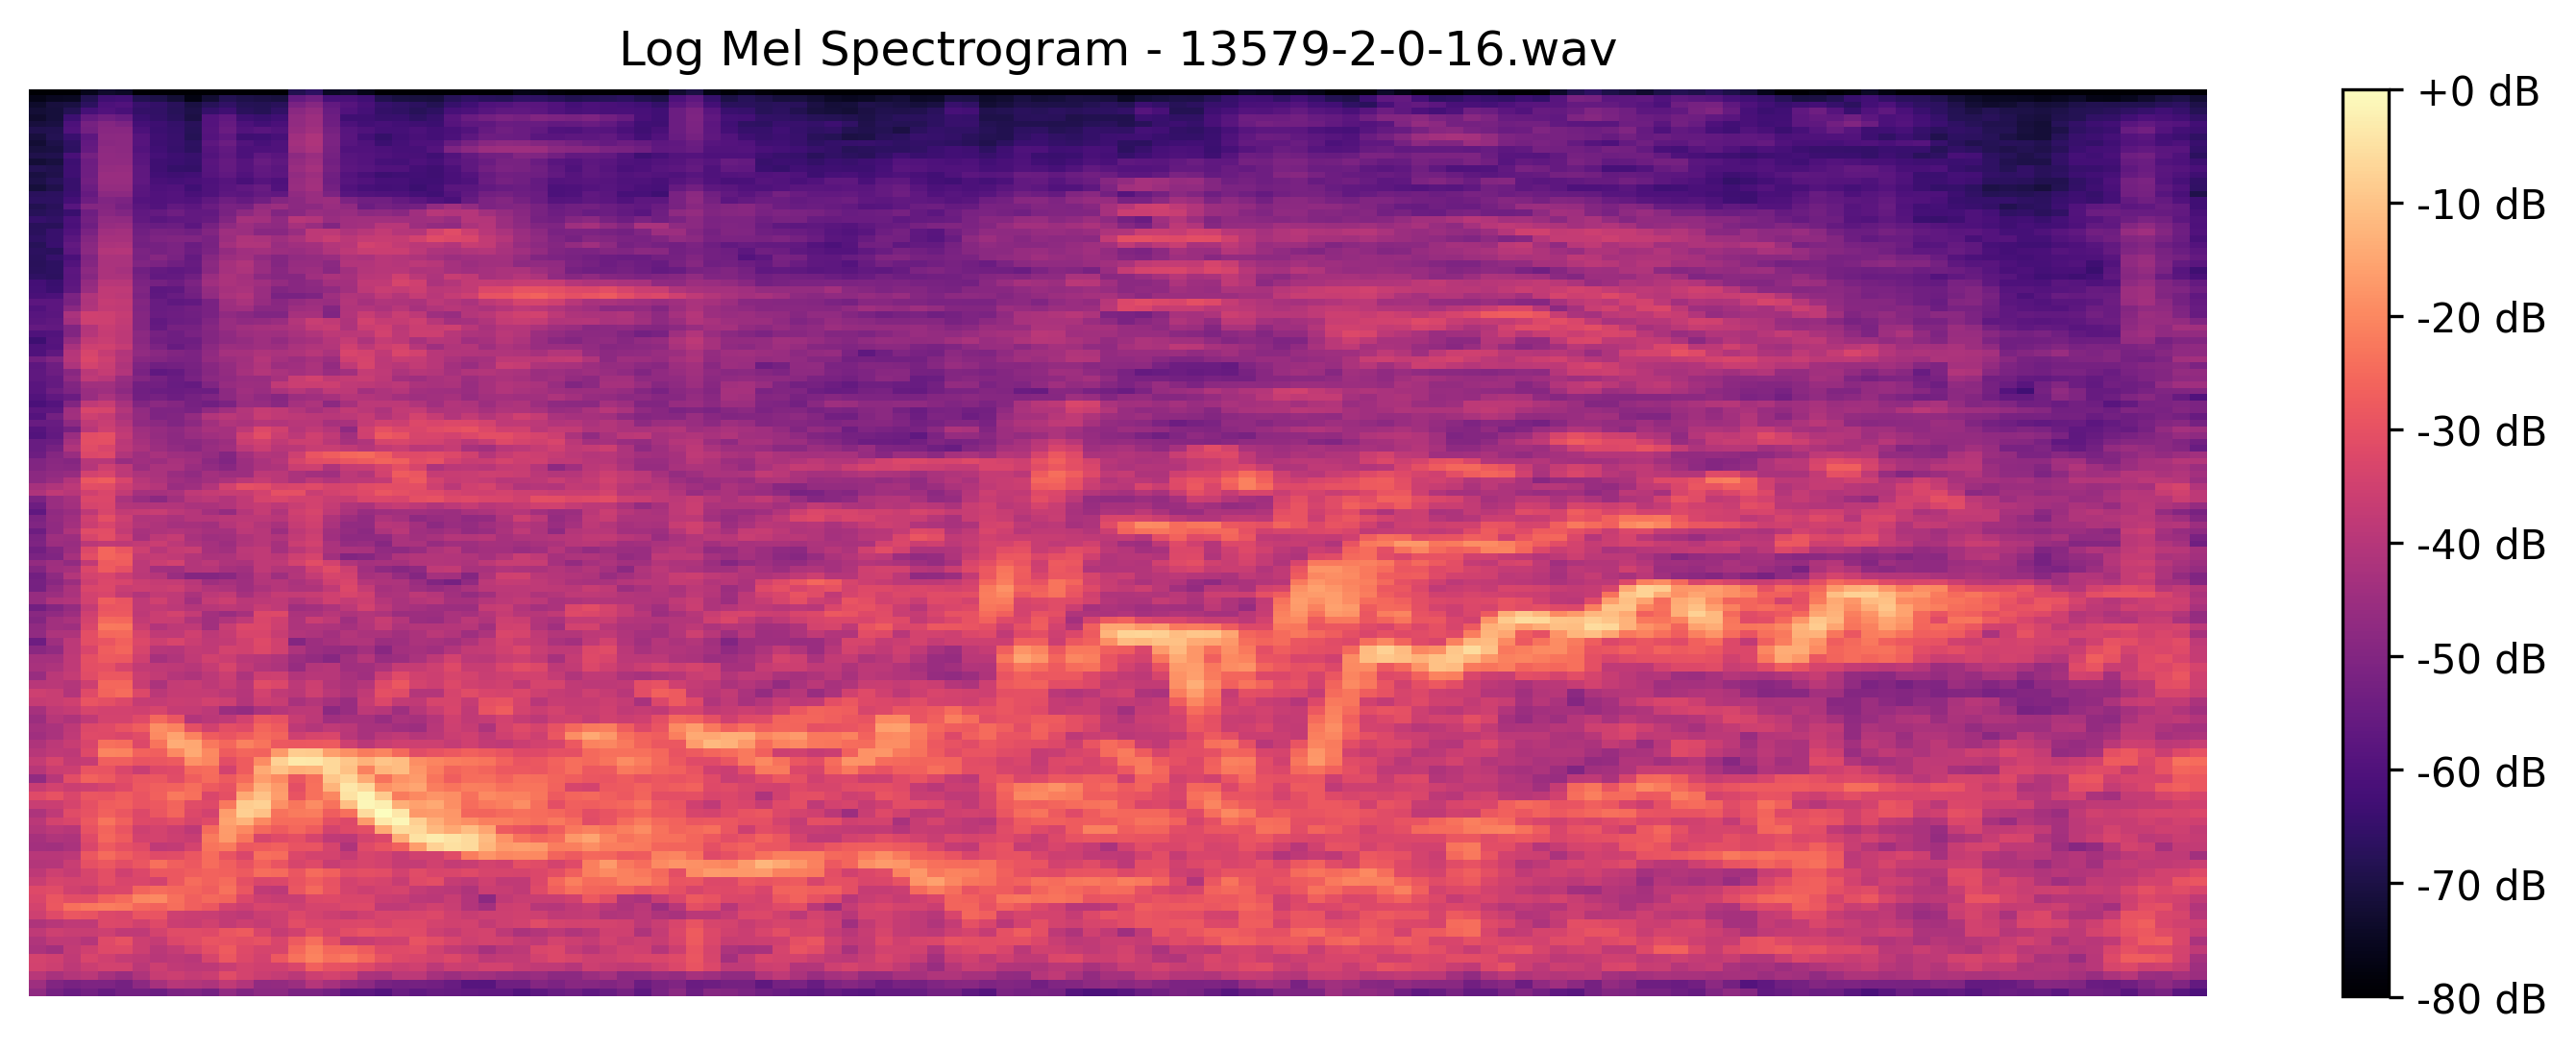 Log Mel Spectrogram - 13579-2-0-16.wav
+0 dB
-10 dB
-20 dB
-30 dB
-40 dB
-50 dB
-60 dB
-70 dB
-80 dB